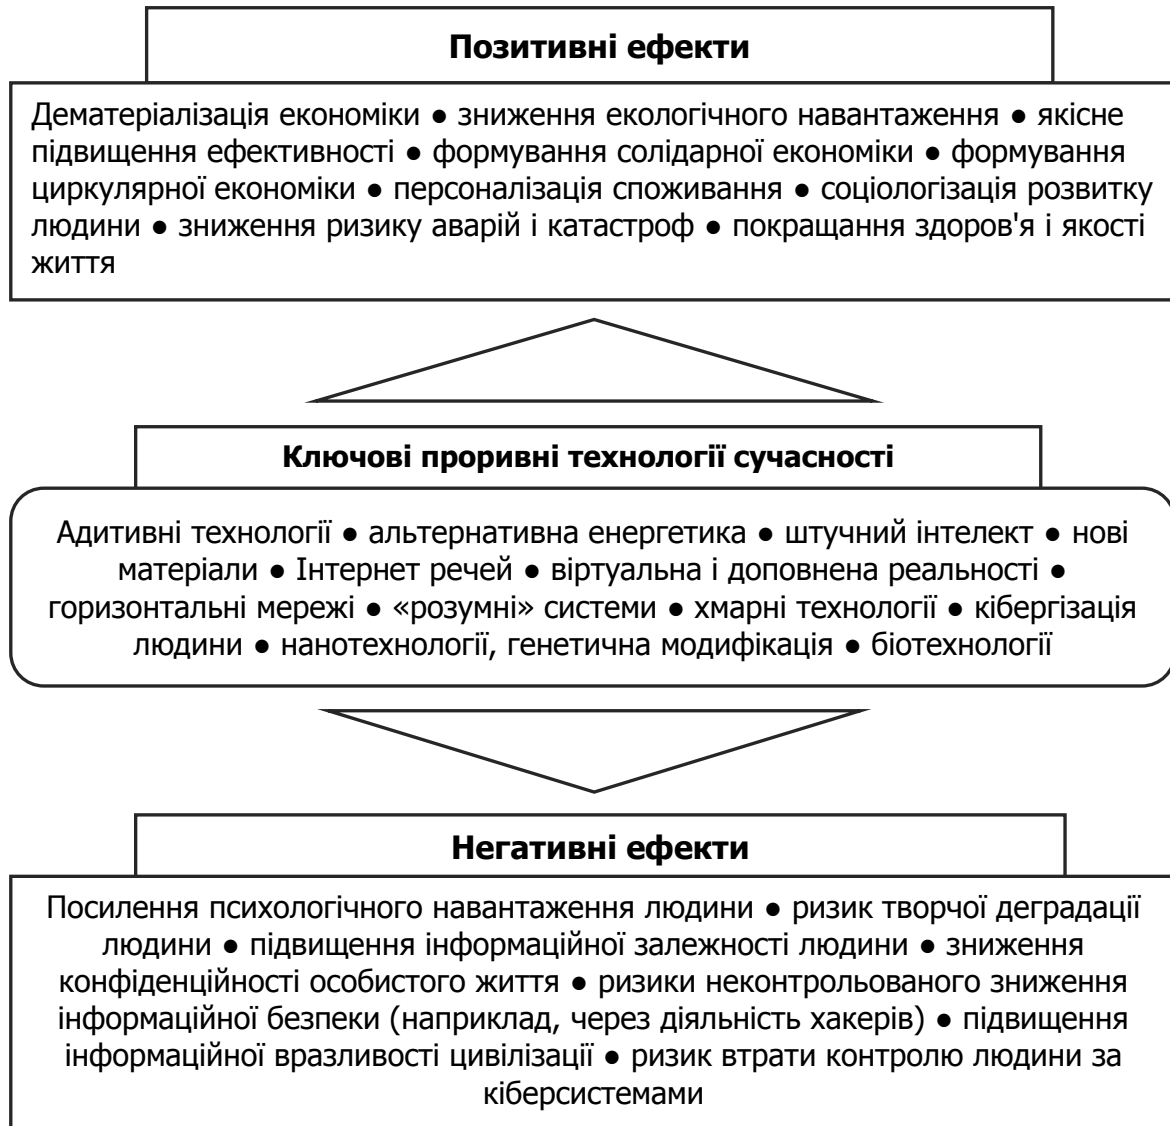 Позитивні ефекти
Дематеріалізація економіки ● зниження екологічного навантаження ● якісне
підвищення ефективності ● формування солідарної економіки ● формування
циркулярної економіки ● персоналізація споживання ● соціологізація розвитку
людини ● зниження ризику аварій і катастроф ● покращання здоров'я і якості
життя
Ключові проривні технології сучасності
Адитивні технології ● альтернативна енергетика ● штучний інтелект ● нові
матеріали ● Інтернет речей ● віртуальна і доповнена реальності ●
горизонтальні мережі ● «розумні» системи ● хмарні технології ● кібергізація
людини ● нанотехнології, генетична модифікація ● біотехнології
Негативні ефекти
Посилення психологічного навантаження людини ● ризик творчої деградації
людини ● підвищення інформаційної залежності людини ● зниження
конфіденційності особистого життя ● ризики неконтрольованого зниження
інформаційної безпеки (наприклад, через діяльність хакерів) ● підвищення
інформаційної вразливості цивілізації ● ризик втрати контролю людини за
кіберсистемами